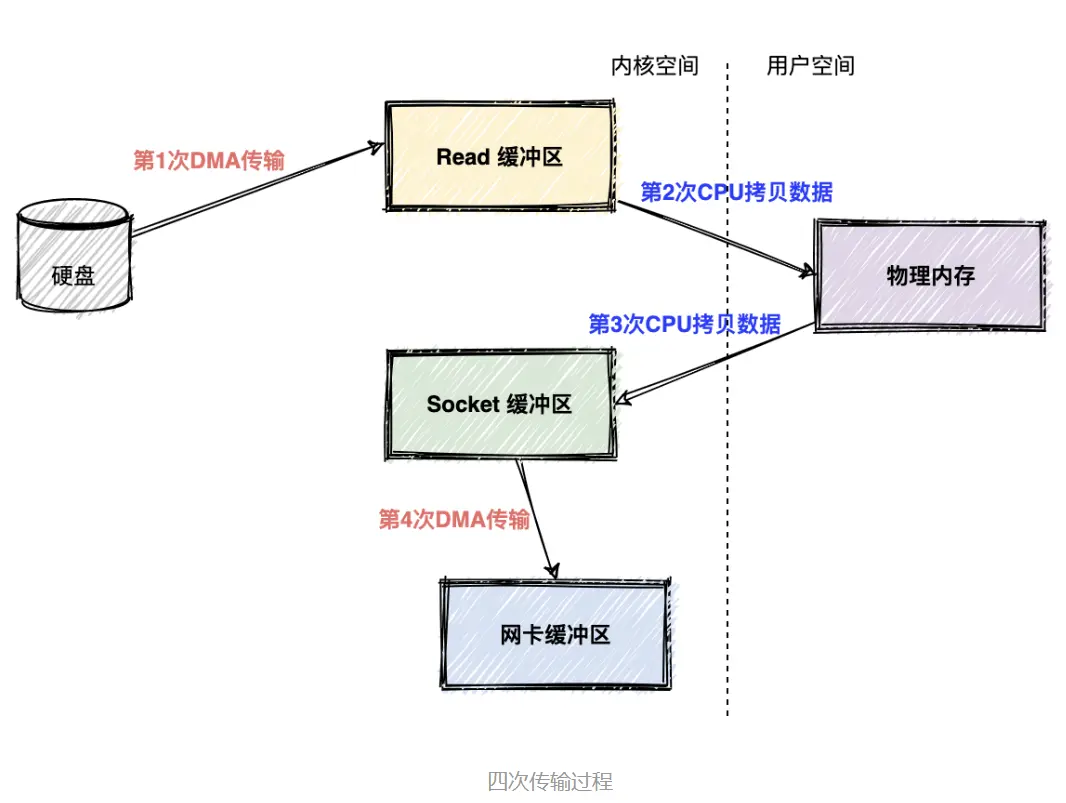 内核空间
用户空间
Read 缓冲区
第1次DMA传输
第2次CPU拷贝数据
硬盘
物理内存
第3次CPU拷贝数据
Socket 缓冲区
第4次DMA传输
网卡缓冲区
四次传输过程